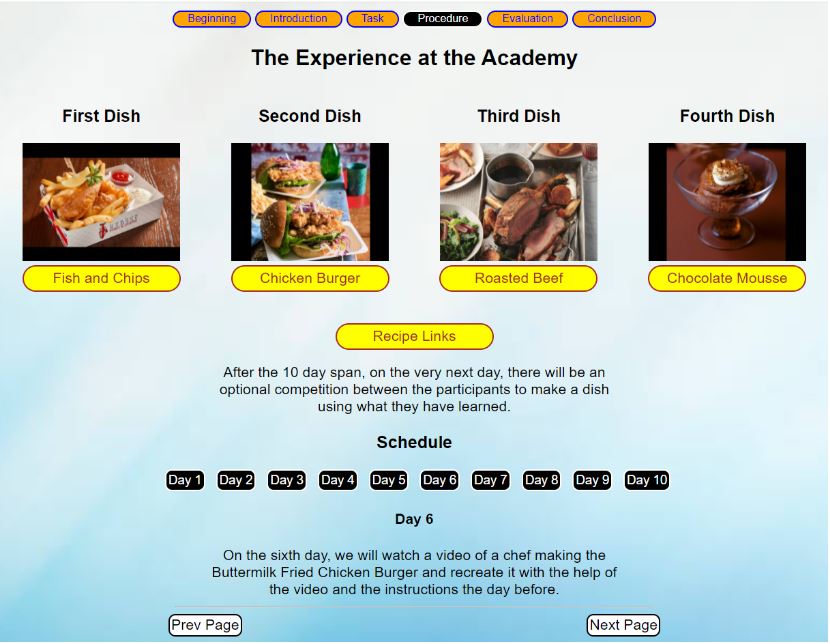 Beginning Introduction Task Procedure Evaluation Conclusion
The Experience at the Academy
First Dish Second Dish Third Dish Fourth Dish
Fish and Chips Chicken Burger Roasted Beef Chocolate Mousse
Recipe Links
After the 10 day span, on the very next day, there will be an
optional competition between the participants to make a dish
using what they have learned.
Schedule
Day 1 Day 2 Day 3 Day 4 Day 5 Day 6 Day 7 Day 8 Day 9 Day 10
Day 6
On the sixth day, we will watch a video of a chef making the
Buttermilk Fried Chicken Burger and recreate it with the help of
the video and the instructions the day before.
Prev Page Next Page